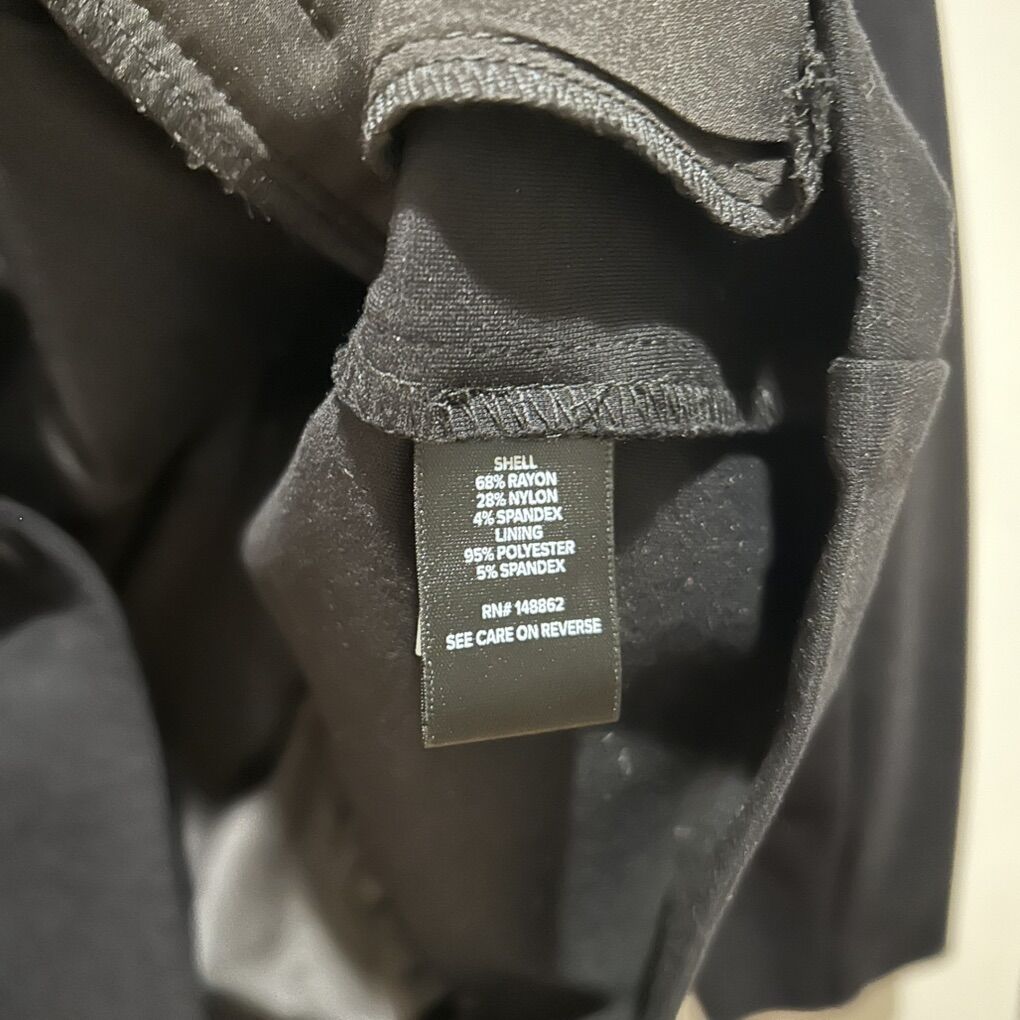 SHELL
68% RAYON
28% NYLON
4% SPANDEX
LINING
95% POLYESTER
5% SPANDEX
RN# 148862
SEE CARE ON REVERSE